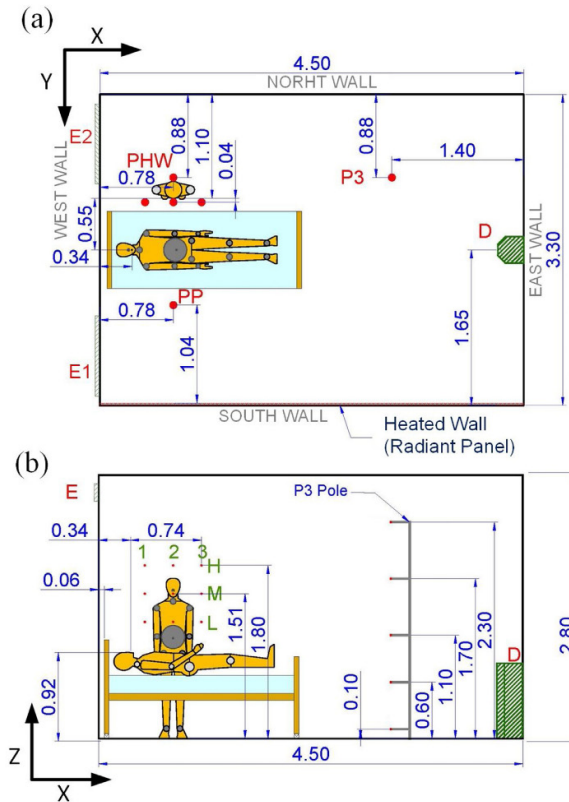 (a)
X
Y
4.50
NORHT WALL
E2
WEST WALL
PHW
0.88
1.10
0.04
0.88
1.40
P3
0.78
0.55
0.34
D
EAST WALL
3.30
PP
0.78
1.04
1.65
E1
SOUTH WALL
Heated Wall
(Radiant Panel)
(b)
E
P3 Pole
0.34
0.74
1 2 3
H
M
L
0.06
1.51
1.80
2.30
1.70
1.10
0.60
0.10
0.92
D
2.80
Z
X
4.50